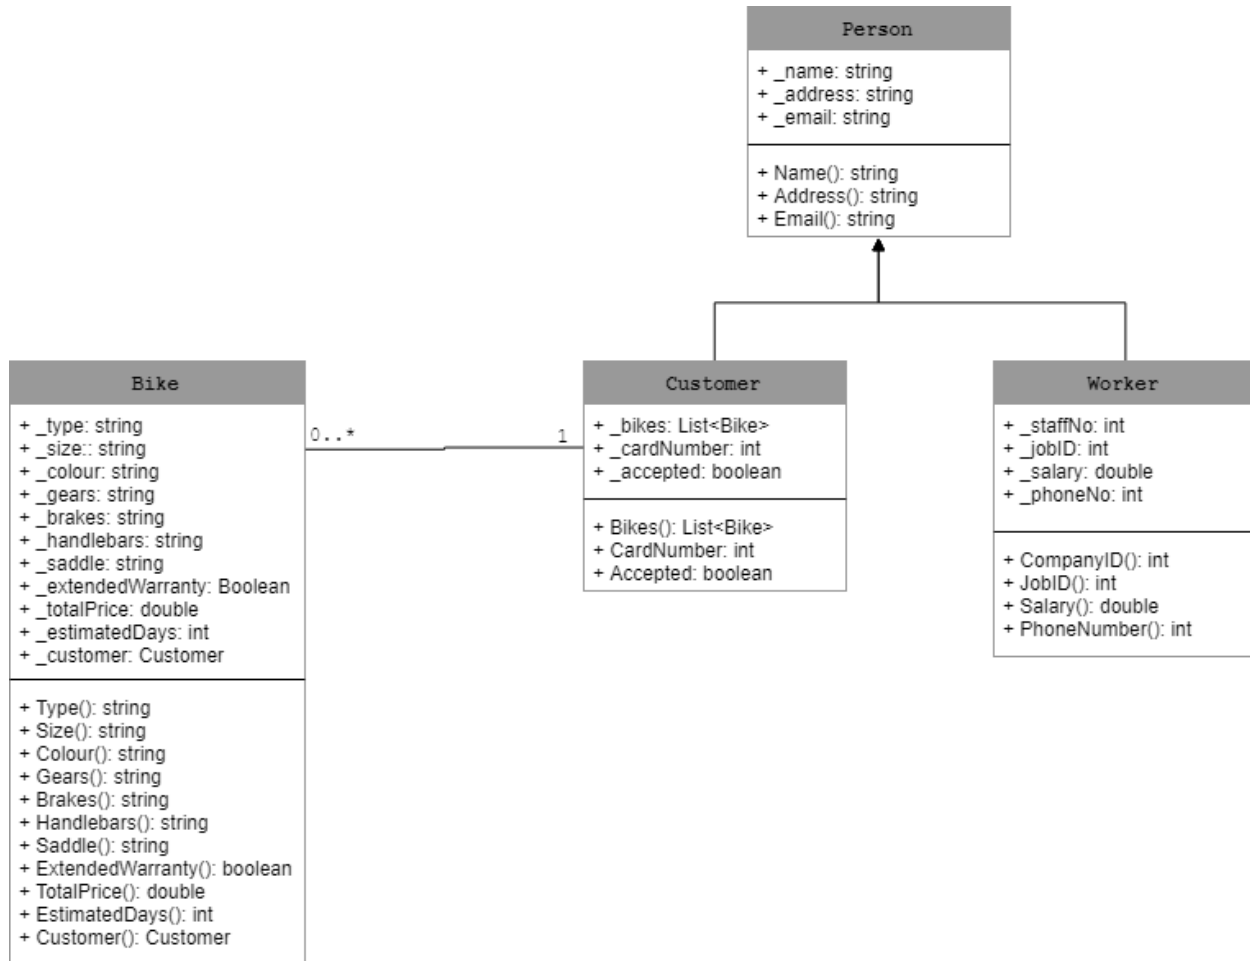 Person
+ _name: string
+ _address: string
+ _email: string
+ Name(): string
+ Address(): string
+ Email(): string
Bike
+ _type: string
+ _size:: string
+ _colour: string
+ _gears: string
+ _brakes: string
+ _handlebars: string
+ _saddle: string
+ _extendedWarranty: Boolean
+ _totalPrice: double
+ _estimatedDays: int
+ _customer: Customer
+ Type(): string
+ Size(): string
+ Colour(): string
+ Gears(): string
+ Brakes(): string
+ Handlebars(): string
+ Saddle(): string
+ ExtendedWarranty(): boolean
+ TotalPrice(): double
+ EstimatedDays(): int
+ Customer(): Customer
0..*
1
Customer
+ _bikes: List<Bike>
+ _cardNumber: int
+ _accepted: boolean
+ Bikes(): List<Bike>
+ CardNumber: int
+ Accepted: boolean
Worker
+ _staffNo: int
+ _jobID: int
+ _salary: double
+ _phoneNo: int
+ CompanyID(): int
+ JobID(): int
+ Salary(): double
+ PhoneNumber(): int